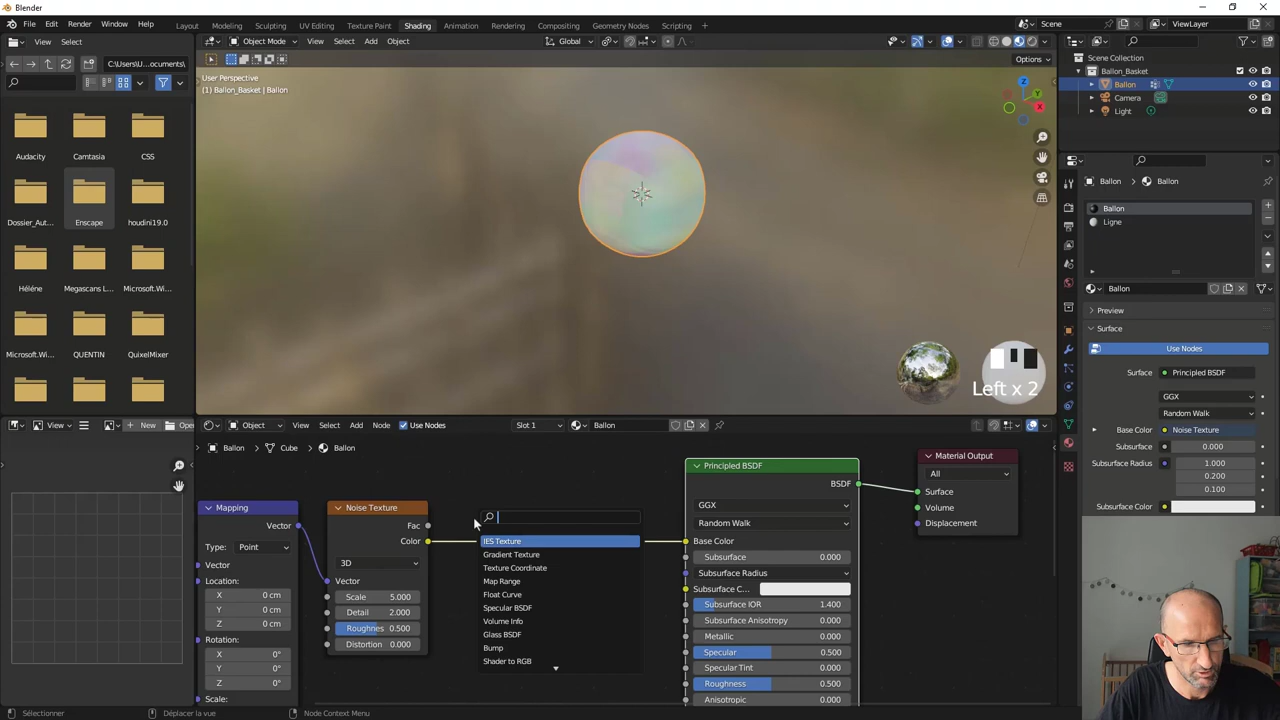 Blender
File Edit Render Window Help Layout Modeling Sculpting UV Editing Texture Paint Shading Animation Rendering Compositing Geometry Nodes Scripting Scene ViewLayer
View Select Object Mode View Select Add Object Global
C:\Users\U...ocuments\ Options
User Perspective
(1) Ballon_Basket | Ballon
Audacity Camtasia CSS
Dossier_Aut... Enscape houdini19.0
Héléne Megascans L... Microsoft.Wi...
Microsoft.W... QUENTIN QuixelMixer
Z
Y
X
Left x 2
Scene Collection
Ballon_Basket
Ballon
Camera
Light
Ballon Ballon
Ballon
Ligne
Ballon
Preview
Surface
Use Nodes
Surface Principled BSDF
GGX
Random Walk
Base Color Noise Texture
Subsurface 0.000
Subsurface Radius 1.000
0.200
0.100
Subsurface Color
View New Open Object View Select Add Node Use Nodes Slot 1 Ballon
Ballon Cube Ballon
Mapping
Vector
Type: Point
Vector
Location:
X 0 cm
Y 0 cm
Z 0 cm
Rotation:
X 0°
Y 0°
Z 0°
Scale:
Noise Texture
Fac
Color
3D
Vector
Scale 5.000
Detail 2.000
Roughnes 0.500
Distortion 0.000
IES Texture
Gradient Texture
Texture Coordinate
Map Range
Float Curve
Specular BSDF
Volume Info
Glass BSDF
Bump
Shader to RGB
Principled BSDF
BSDF
GGX
Random Walk
Base Color
Subsurface 0.000
Subsurface Radius
Subsurface C...
Subsurface IOR 1.400
Subsurface Anisotropy 0.000
Metallic 0.000
Specular 0.500
Specular Tint 0.000
Roughness 0.500
Anisotropic 0.000
Material Output
All
Surface
Volume
Displacement
Sélectionner Déplacer la vue Node Context Menu